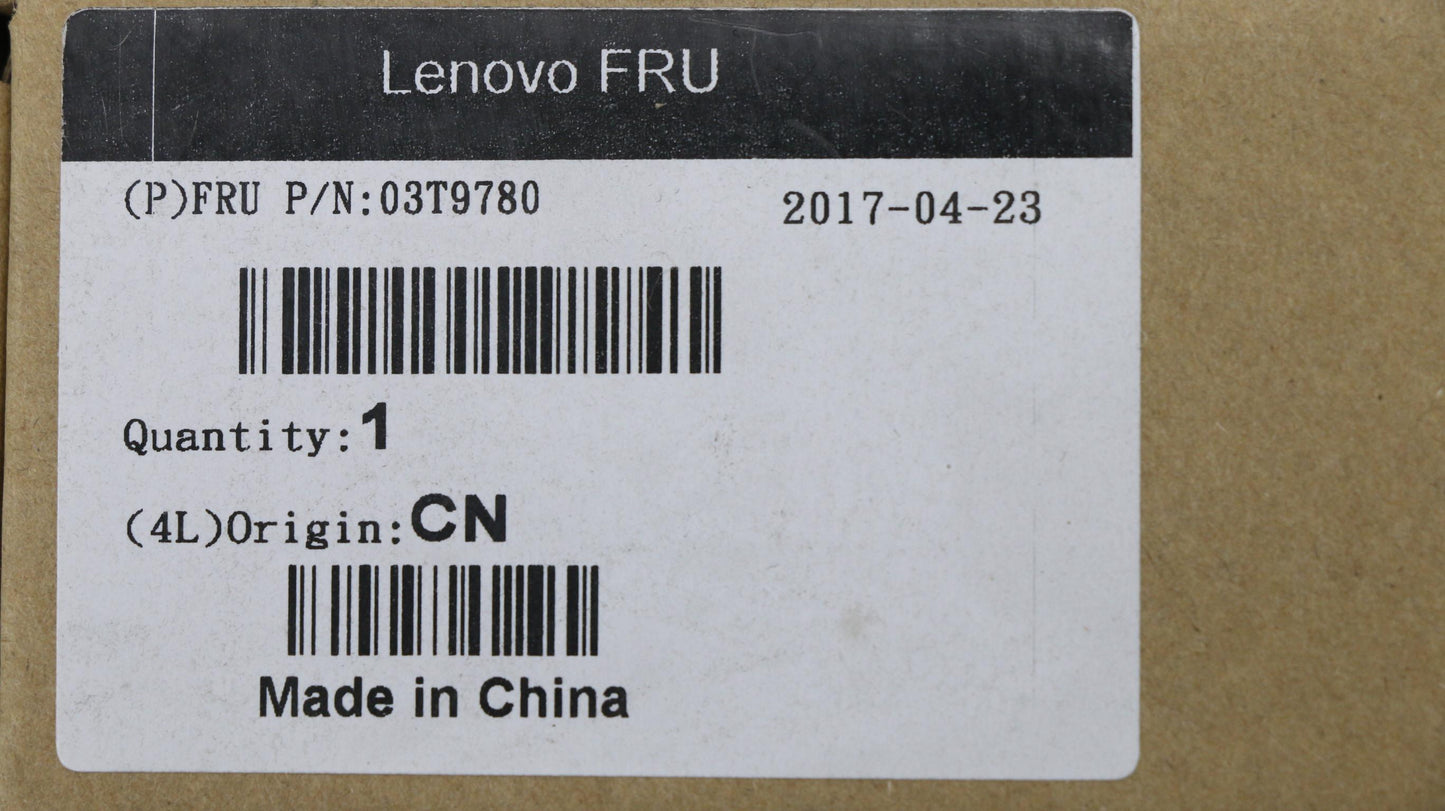 Lenovo FRU
(P)FRU P/N:03T9780 2017-04-23
Quantity:1
(4L)Origin:CN
Made in China